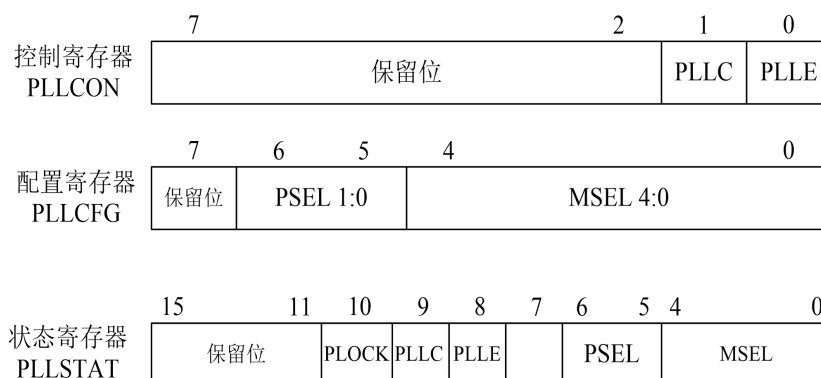 7 2 1 0
控制寄存器 保留位 PLLC PLLE
PLLCON
7 6 5 4 0
配置寄存器 保留位 PSEL 1:0 MSEL 4:0
PLLCFG
15 11 10 9 8 7 6 5 4 0
状态寄存器 保留位 PLOCK PLLC PLLE PSEL MSEL
PLLSTAT